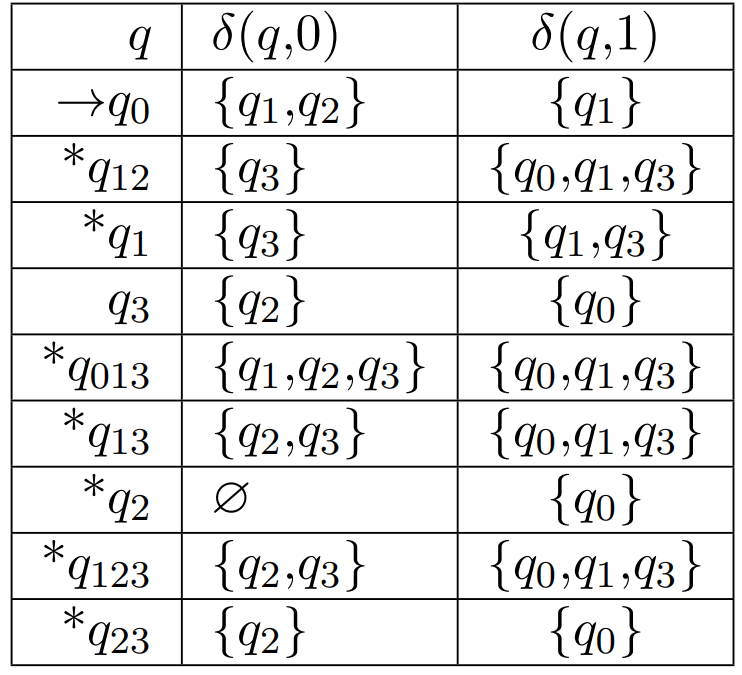 q δ(q,0) δ(q,1)
→q₀ {q₁,q₂} {q₁}
*q₁₂ {q₃} {q₀,q₁,q₃}
*q₁ {q₃} {q₁,q₃}
q₃ {q₂} {q₀}
*q₀₁₃ {q₁,q₂,q₃} {q₀,q₁,q₃}
*q₁₃ {q₂,q₃} {q₀,q₁,q₃}
*q₂ ∅ {q₀}
*q₁₂₃ {q₂,q₃} {q₀,q₁,q₃}
*q₂₃ {q₂} {q₀}